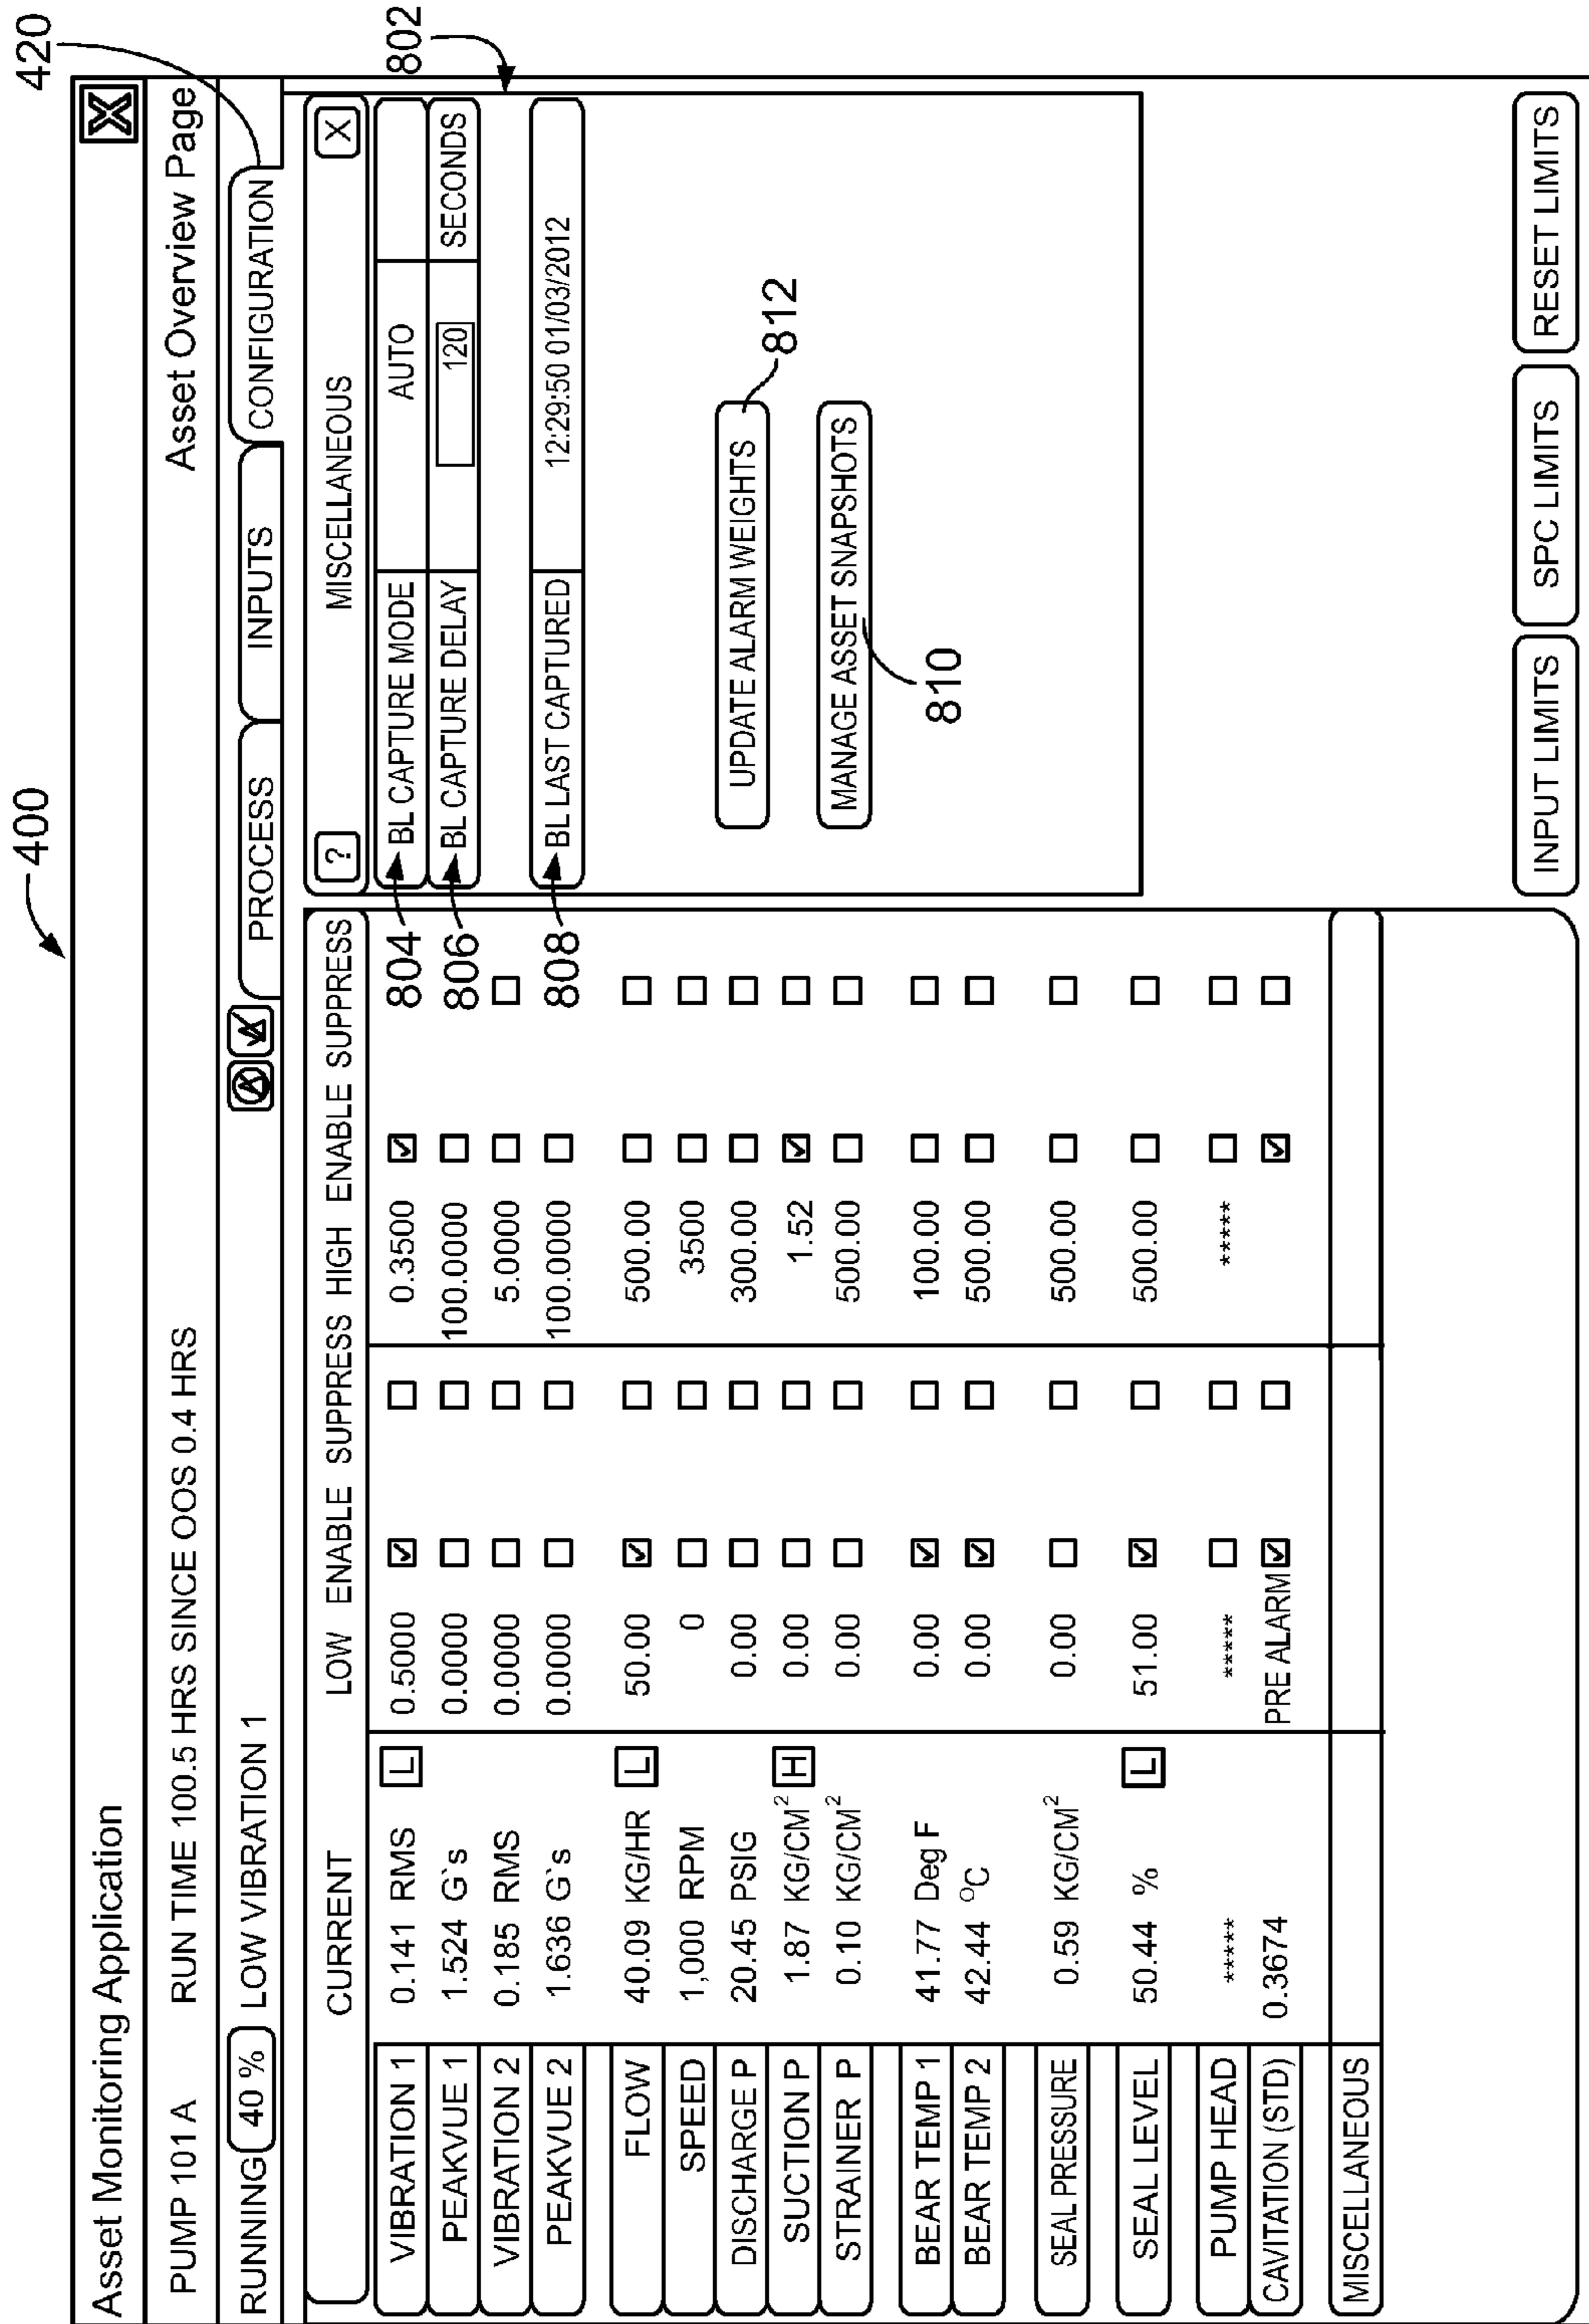 400
420
Asset Monitoring Application X
PUMP 101 A RUN TIME 100.5 HRS SINCE OOS 0.4 HRS Asset Overview Page
RUNNING 40 % LOW VIBRATION 1 PROCESS INPUTS CONFIGURATION
802
CURRENT LOW ENABLE SUPPRESS HIGH ENABLE SUPPRESS
VIBRATION 1 0.141 RMS L 0.5000 0.3500
PEAKVUE 1 1.524 G`s 0.0000 100.0000
VIBRATION 2 0.185 RMS 0.0000 5.0000
PEAKVUE 2 1.636 G`s 0.0000 100.0000
FLOW 40.09 KG/HR L 50.00 500.00
SPEED 1,000 RPM 0 3500
DISCHARGE P 20.45 PSIG 0.00 300.00
SUCTION P 1.87 KG/CM² H 0.00 1.52
STRAINER P 0.10 KG/CM² 0.00 500.00
BEAR TEMP 1 41.77 Deg F 0.00 100.00
BEAR TEMP 2 42.44 °C 0.00 500.00
SEAL PRESSURE 0.59 KG/CM² 0.00 500.00
SEAL LEVEL 50.44 % L 51.00 500.00
PUMP HEAD ***** ***** *****
CAVITATION (STD) 0.3674 PRE ALARM
MISCELLANEOUS
? MISCELLANEOUS X
804 BL CAPTURE MODE AUTO
806 BL CAPTURE DELAY 120 SECONDS
808 BL LAST CAPTURED 12:29:50 01/03/2012
UPDATE ALARM WEIGHTS 812
MANAGE ASSET SNAPSHOTS
810
INPUT LIMITS SPC LIMITS RESET LIMITS